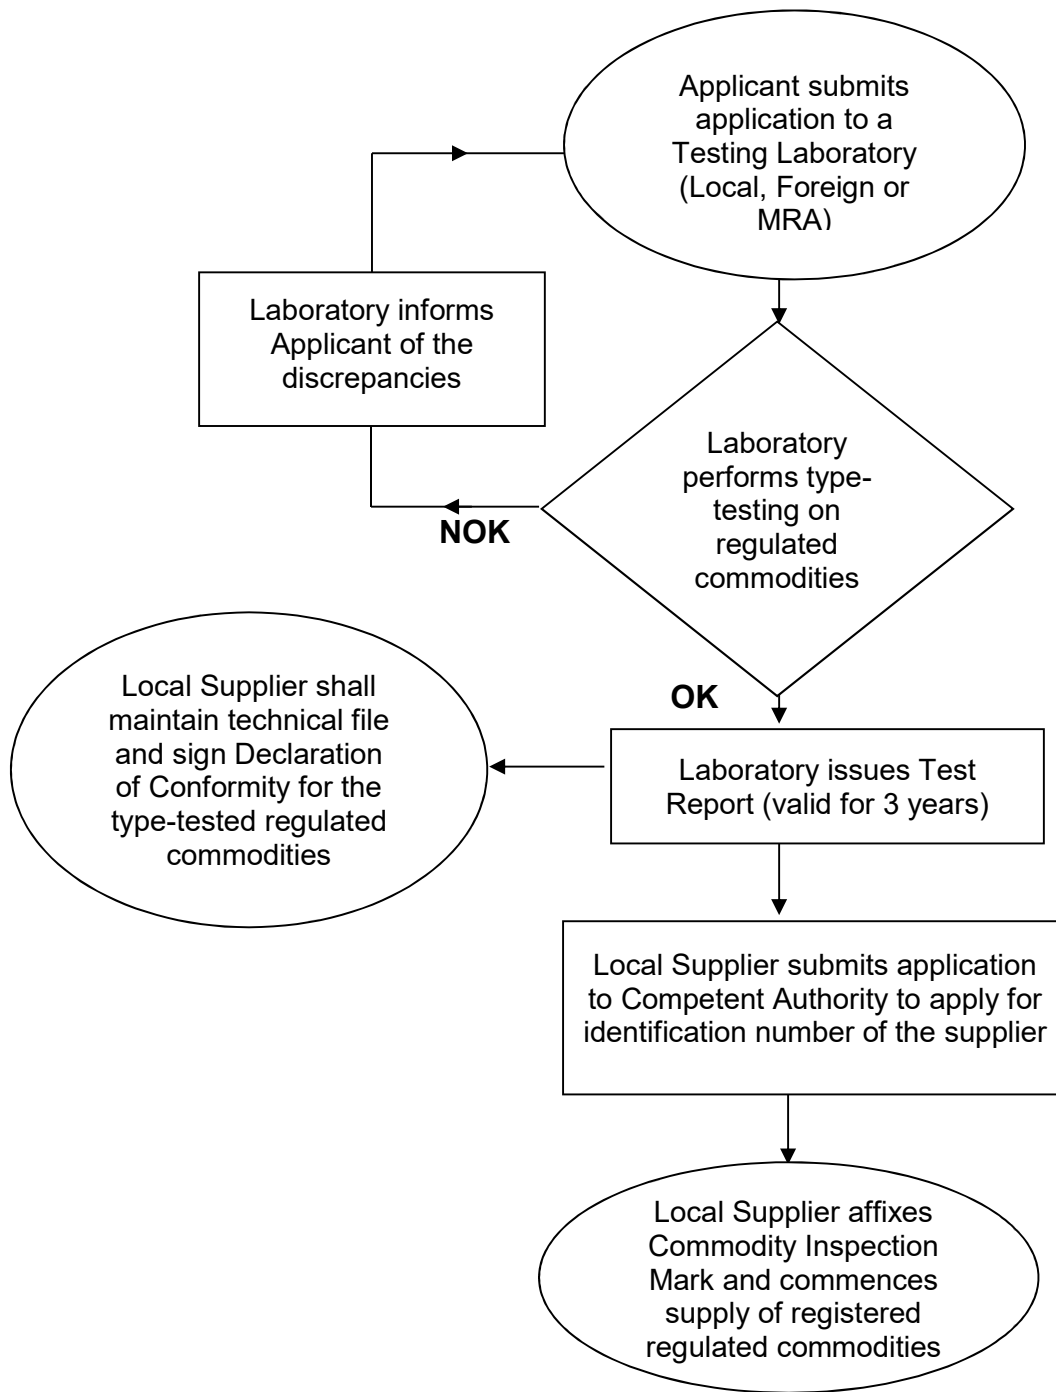 Applicant submits
application to a
Testing Laboratory
(Local, Foreign or
MRA)
Laboratory informs
Applicant of the
discrepancies
Laboratory
performs type-
testing on
regulated
commodities
NOK
OK
Local Supplier shall
maintain technical file
and sign Declaration
of Conformity for the
type-tested regulated
commodities
Laboratory issues Test
Report (valid for 3 years)
Local Supplier submits application
to Competent Authority to apply for
identification number of the supplier
Local Supplier affixes
Commodity Inspection
Mark and commences
supply of registered
regulated commodities